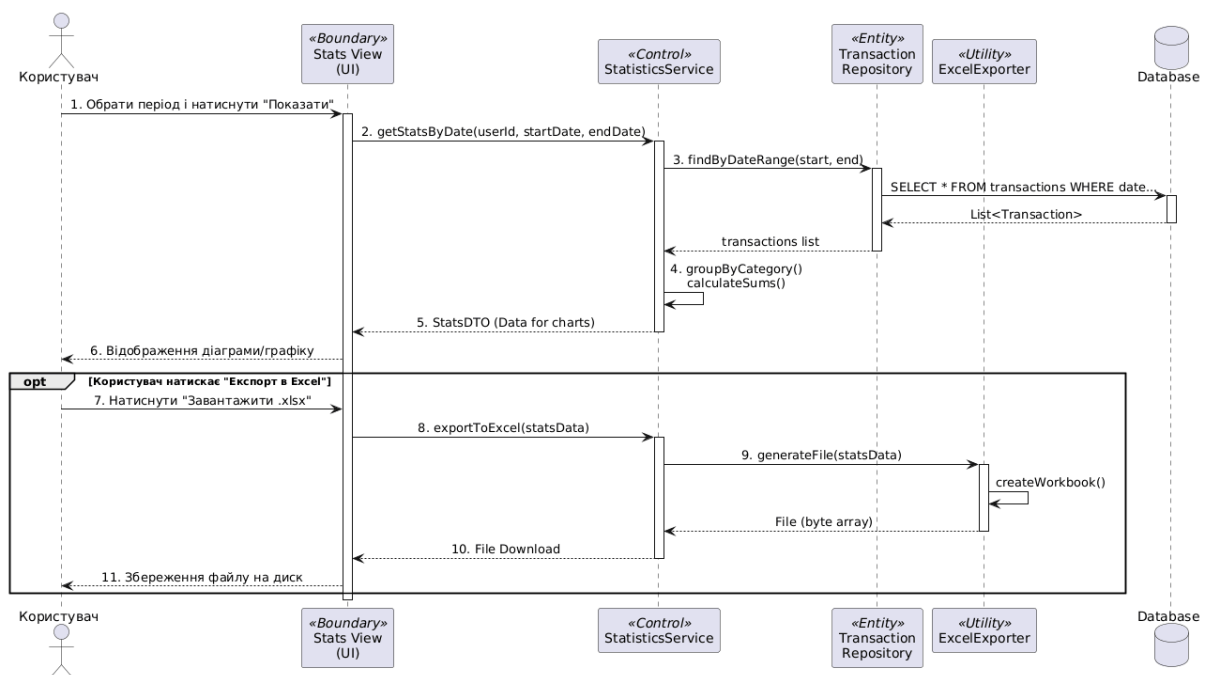 «Boundary»
Stats View
(UI)
«Control»
StatisticsService
«Entity»
Transaction
Repository
«Utility»
ExcelExporter
Користувач
Database
1. Обрати період і натиснути "Показати"
2. getStatsByDate(userId, startDate, endDate)
3. findByDateRange(start, end)
SELECT * FROM transactions WHERE date...
List<Transaction>
transactions list
4. groupByCategory()
calculateSums()
5. StatsDTO (Data for charts)
6. Відображення діаграми/графіку
opt
[Користувач натискає "Експорт в Excel"]
7. Натиснути "Завантажити .xlsx"
8. exportToExcel(statsData)
9. generateFile(statsData)
createWorkbook()
File (byte array)
10. File Download
11. Збереження файлу на диск
Користувач
«Boundary»
Stats View
(UI)
«Control»
StatisticsService
«Entity»
Transaction
Repository
«Utility»
ExcelExporter
Database